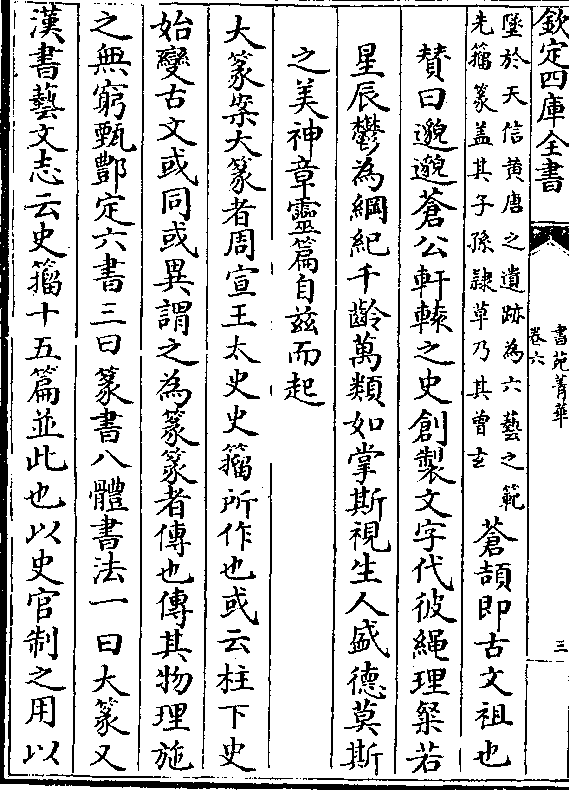 欽定四庫全書
書苑菁華
卷六
三
墜於天信黄唐之遺跡為六藝之範
先籀篆盖其子孫隷草乃其曾玄
蒼頡即古文祖也
賛曰邈邈蒼公軒轅之史創製文字代彼繩理粲若
星辰鬱為綱紀千齡萬類如掌斯視生人盛德莫斯
之美神章靈篇自兹而起
大篆案大篆者周宣王太史史籀所作也或云柱下史
始變古文或同或異謂之為篆篆者傳也傳其物理施
之無窮甄酆定六書三曰篆書八體書法一曰大篆又
漢書藝文志云史籀十五篇並此也以史官制之用以